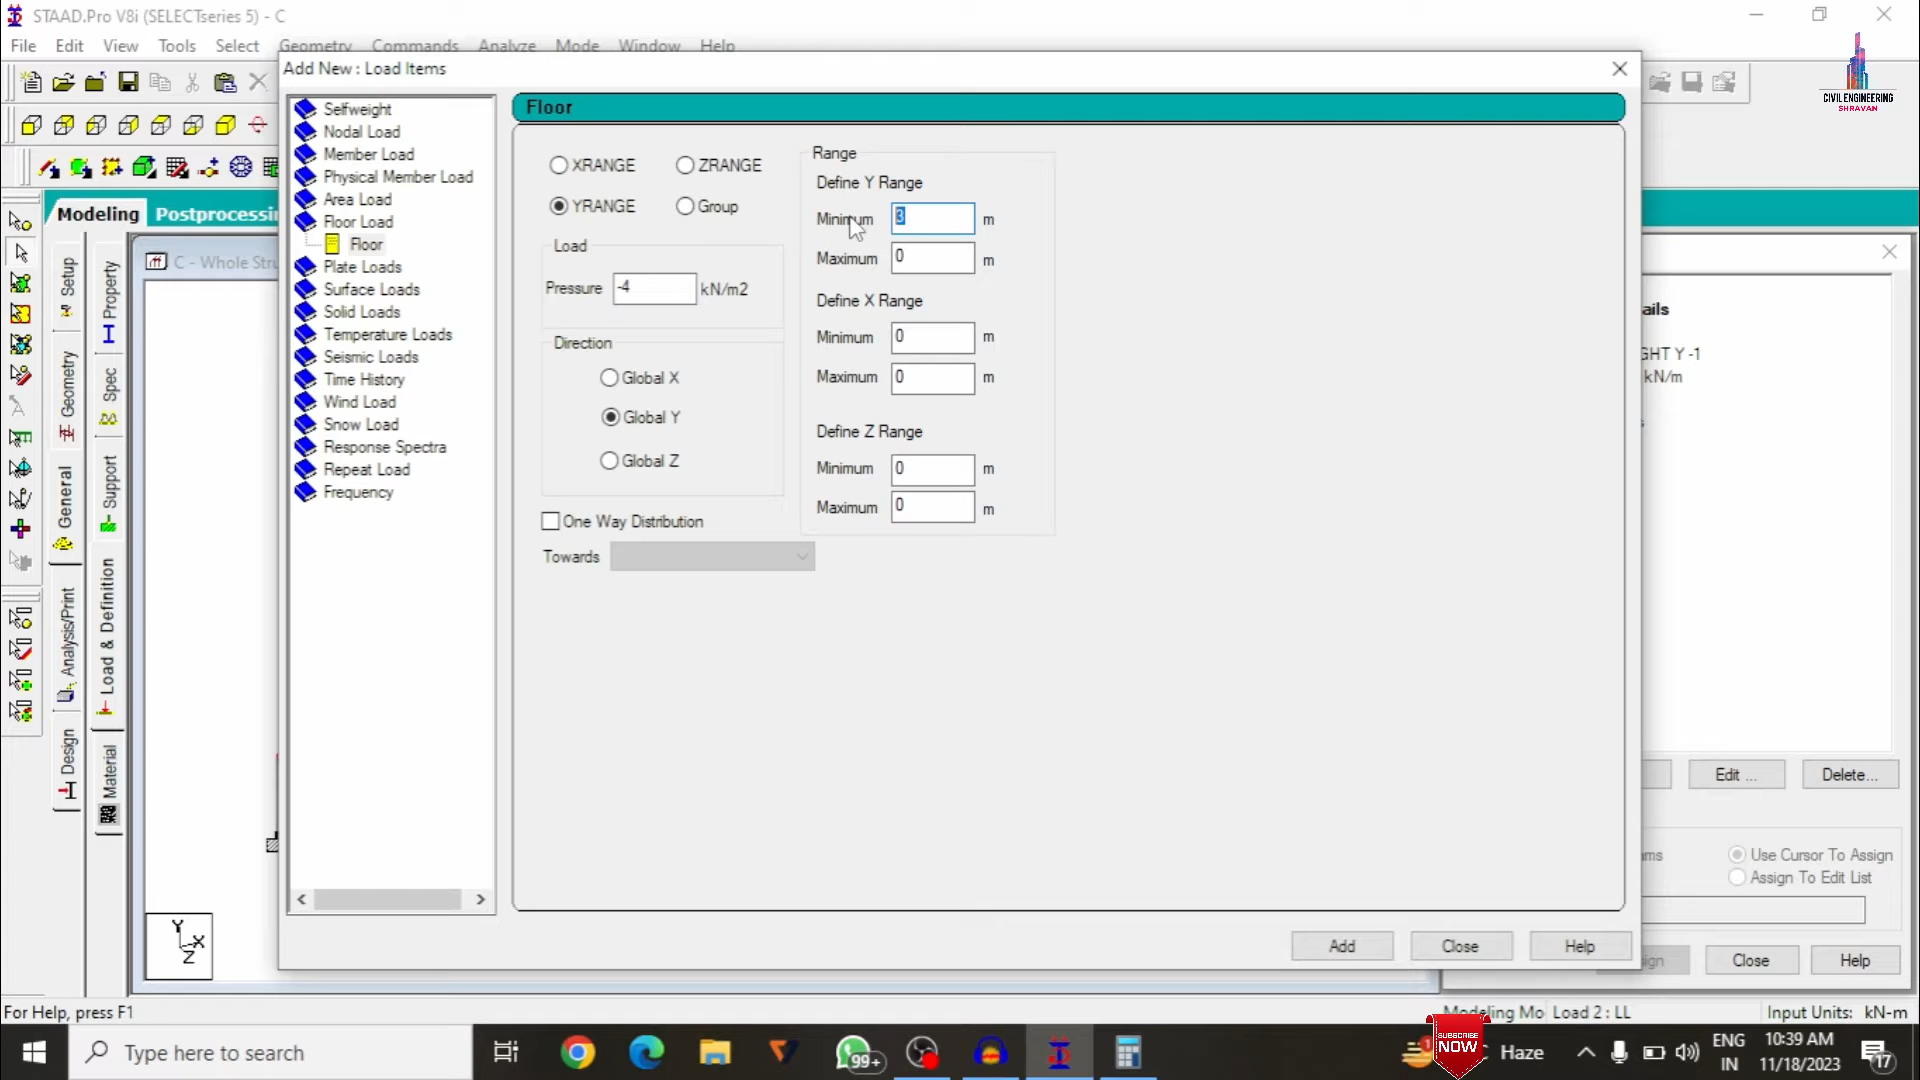 STAAD.Pro V8i (SELECTseries 5) - C
File Edit View Tools Select Geometry Commands Analyze Mode Window Help
Add New : Load Items
CIVIL ENGINEERING
SHRAVAN
Modeling
Postprocessin
Setup
Geometry
General
Analysis/Print
Design
Property
Spec
Support
Load & Definition
Material
C - Whole Stru
Selfweight
Nodal Load
Member Load
Physical Member Load
Area Load
Floor Load
Floor
Plate Loads
Surface Loads
Solid Loads
Temperature Loads
Seismic Loads
Time History
Wind Load
Snow Load
Response Spectra
Repeat Load
Frequency
Floor
XRANGE ZRANGE
YRANGE Group
Load
Pressure -4 kN/m2
Direction
Global X
Global Y
Global Z
One Way Distribution
Towards
Range
Define Y Range
Minimum 3 m
Maximum 0 m
Define X Range
Minimum 0 m
Maximum 0 m
Define Z Range
Minimum 0 m
Maximum 0 m
Add Close Help
ails
GHT Y -1
kN/m
Edit ... Delete...
Use Cursor To Assign
Assign To Edit List
ign Close Help
Y
X
Z
For Help, press F1
Modeling Mo Load 2 : LL Input Units: kN-m
Type here to search
99+
SUBSCRIBE
NOW
C Haze
ENG
IN
10:39 AM
11/18/2023
17